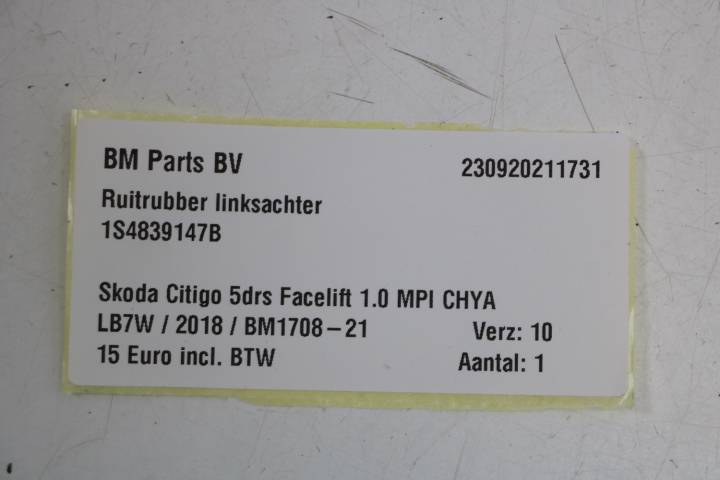 BM Parts BV 230920211731
Ruitrubber linksachter
1S4839147B
Skoda Citigo 5drs Facelift 1.0 MPI CHYA
LB7W / 2018 / BM1708-21 Verz: 10
15 Euro incl. BTW Aantal: 1